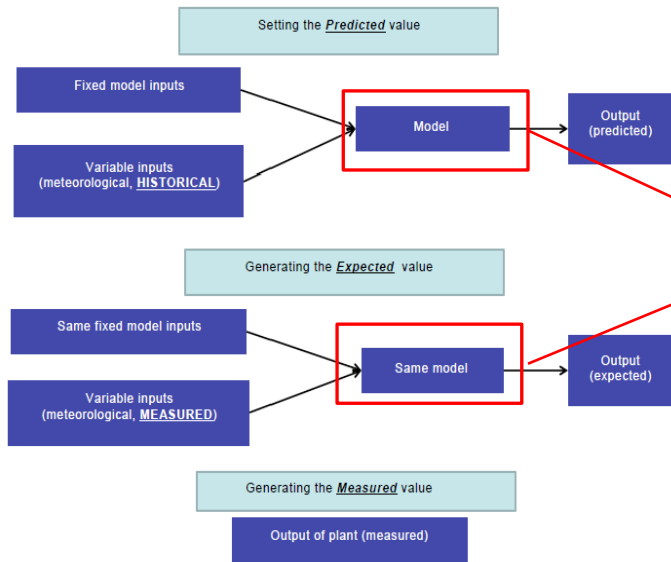 Setting the Predicted value
Fixed model inputs
Model
Output
(predicted)
Variable inputs
(meteorological, HISTORICAL)
Generating the Expected value
Same fixed model inputs
Same model
Output
(expected)
Variable inputs
(meteorological, MEASURED)
Generating the Measured value
Output of plant (measured)